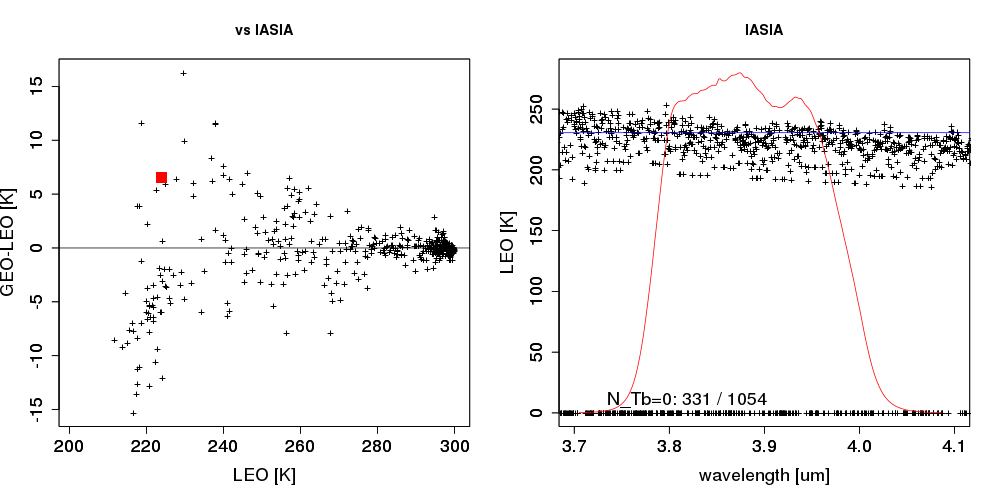 vs IASIA
15
10
5
0
-5
-10
-15
GEO-LEO [K]
200 220 240 260 280 300
LEO [K]
IASIA
250
200
150
100
50
0
LEO [K]
N_Tb=0: 331 / 1054
3.7 3.8 3.9 4.0 4.1
wavelength [um]